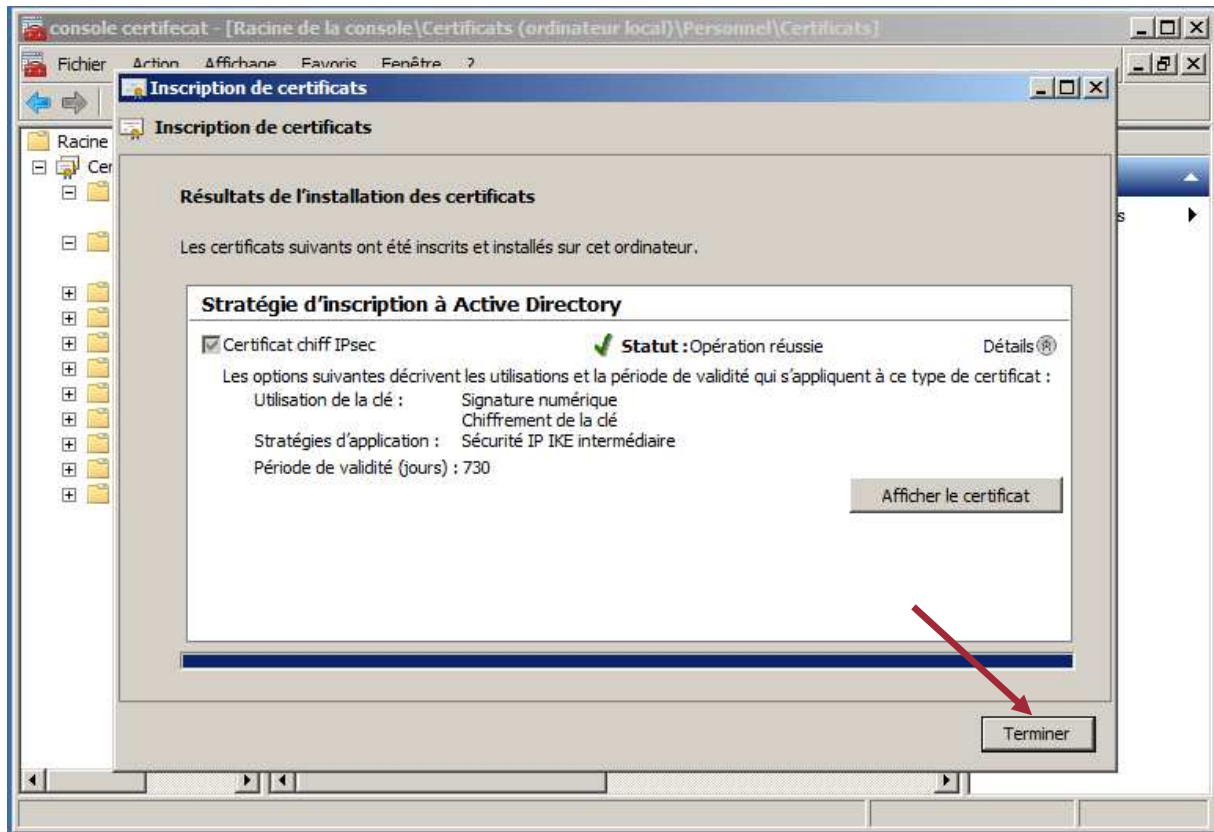 console certifecat - [Racine de la console\Certificats (ordinateur local)\Personnel\Certificats]
Fichier Action Affichage Favoris Fenêtre ?
Inscription de certificats
Inscription de certificats
Racine
Cer
Résultats de l'installation des certificats
s
Les certificats suivants ont été inscrits et installés sur cet ordinateur.
Stratégie d'inscription à Active Directory
Certificat chiff IPsec Statut : Opération réussie Détails
Les options suivantes décrivent les utilisations et la période de validité qui s'appliquent à ce type de certificat :
Utilisation de la clé : Signature numérique
Chiffrement de la clé
Stratégies d'application : Sécurité IP IKE intermédiaire
Période de validité (jours) : 730
Afficher le certificat
Terminer